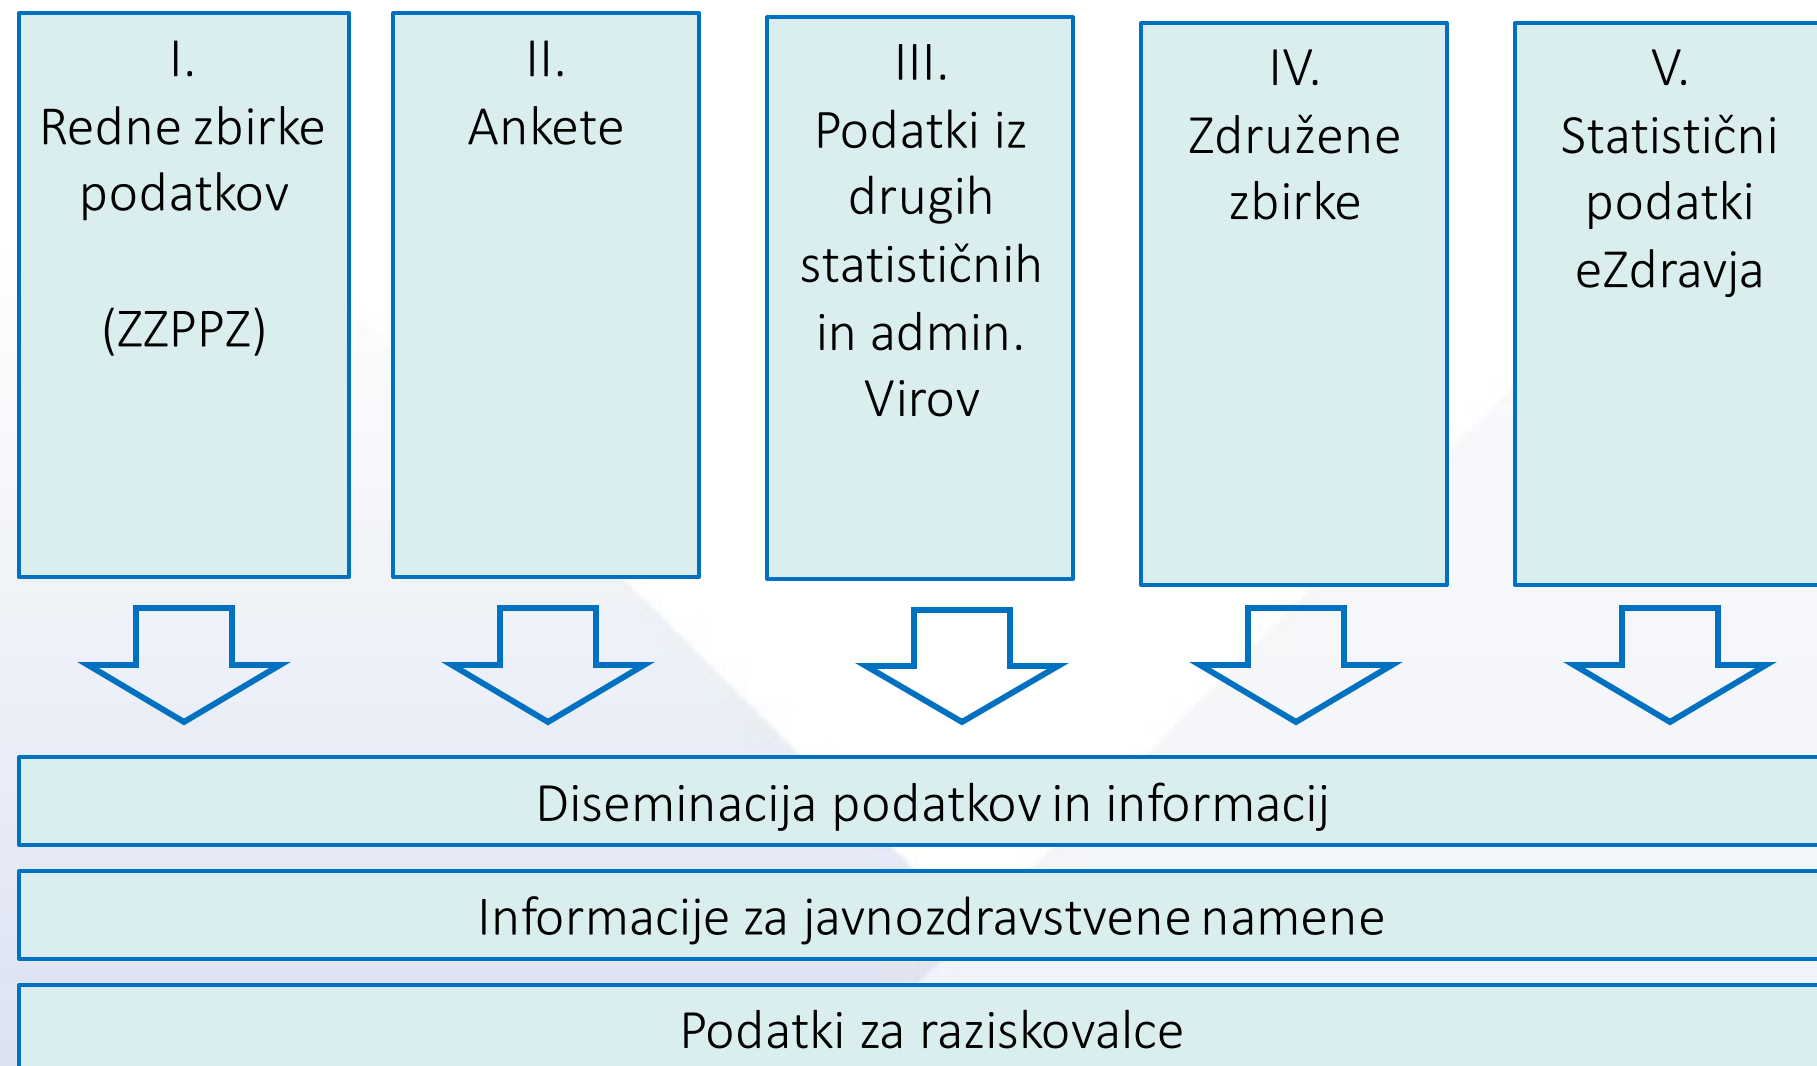 I.
Redne zbirke
podatkov
(ZZPPZ)
II.
Ankete
III.
Podatki iz
drugih
statističnih
in admin.
Virov
IV.
Združene
zbirke
V.
Statistični
podatki
eZdravja
Diseminacija podatkov in informacij
Informacije za javnozdravstvene namene
Podatki za raziskovalce